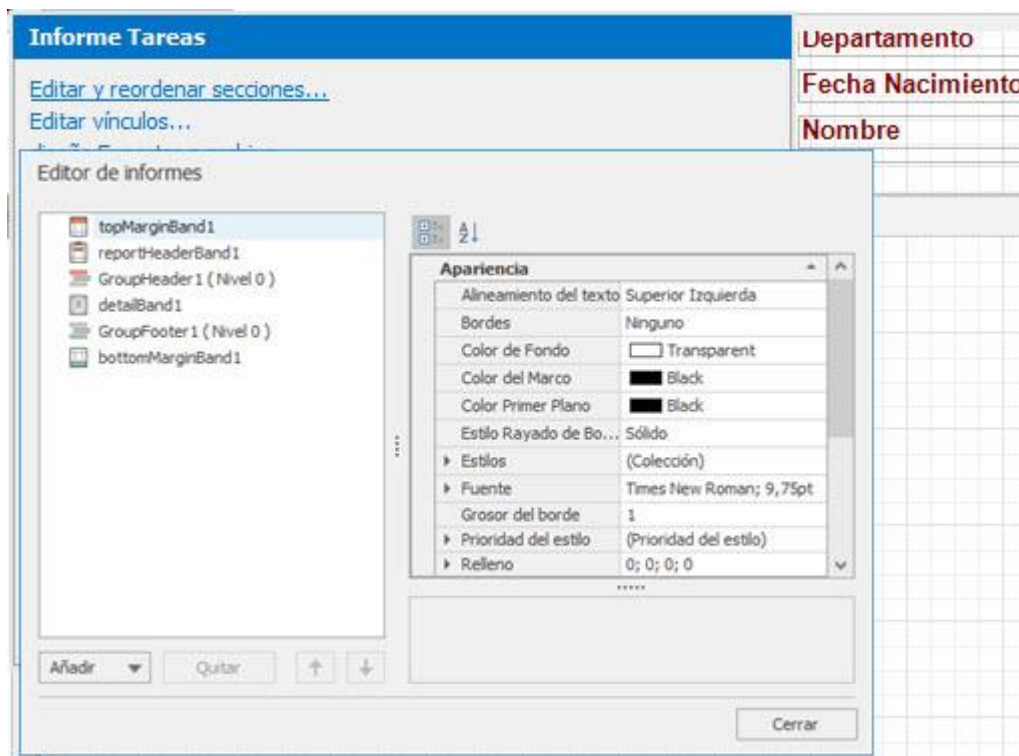 Informe Tareas
Editar y reordenar secciones...
Editar vínculos...
Departamento
Fecha Nacimiento
Nombre
Editor de informes
topMarginBand1
reportHeaderBand1
GroupHeader1 ( Nivel 0 )
detailBand1
GroupFooter1 ( Nivel 0 )
bottomMarginBand1
Apariencia
Alineamiento del texto Superior Izquierda
Bordes Ninguno
Color de Fondo Transparent
Color del Marco Black
Color Primer Plano Black
Estilo Rayado de Bo... Sólido
Estilos (Colección)
Fuente Times New Roman; 9,75pt
Grosor del borde 1
Prioridad del estilo (Prioridad del estilo)
Relleno 0; 0; 0; 0
Añadir
Quitar
Cerrar